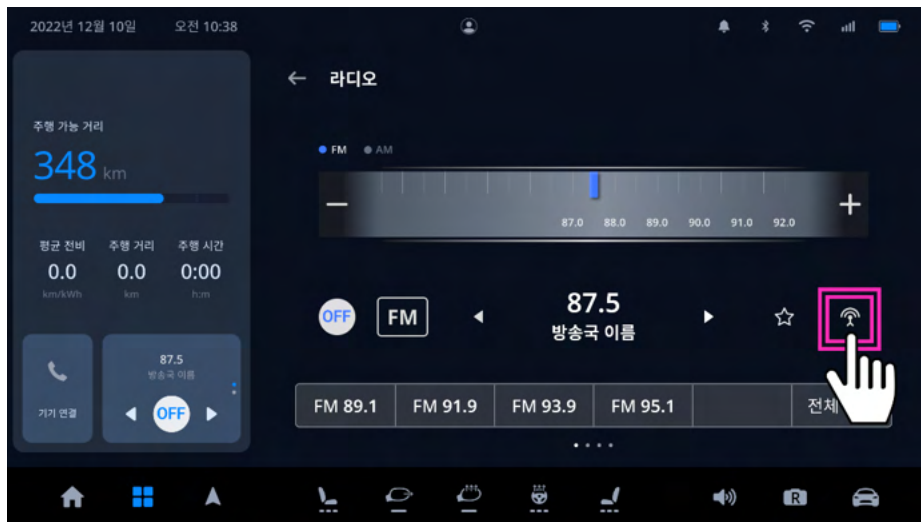 2022년 12월 10일 오전 10:38
← 라디오
주행 가능 거리
348 km
FM AM
87.0 88.0 89.0 90.0 91.0 92.0
평균 전비 주행 거리 주행 시간
0.0 0.0 0:00
km/kWh km h:m
OFF FM 87.5
방송국 이름
87.5
방송국 이름
기기 연결 OFF
FM 89.1 FM 91.9 FM 93.9 FM 95.1 전체
R